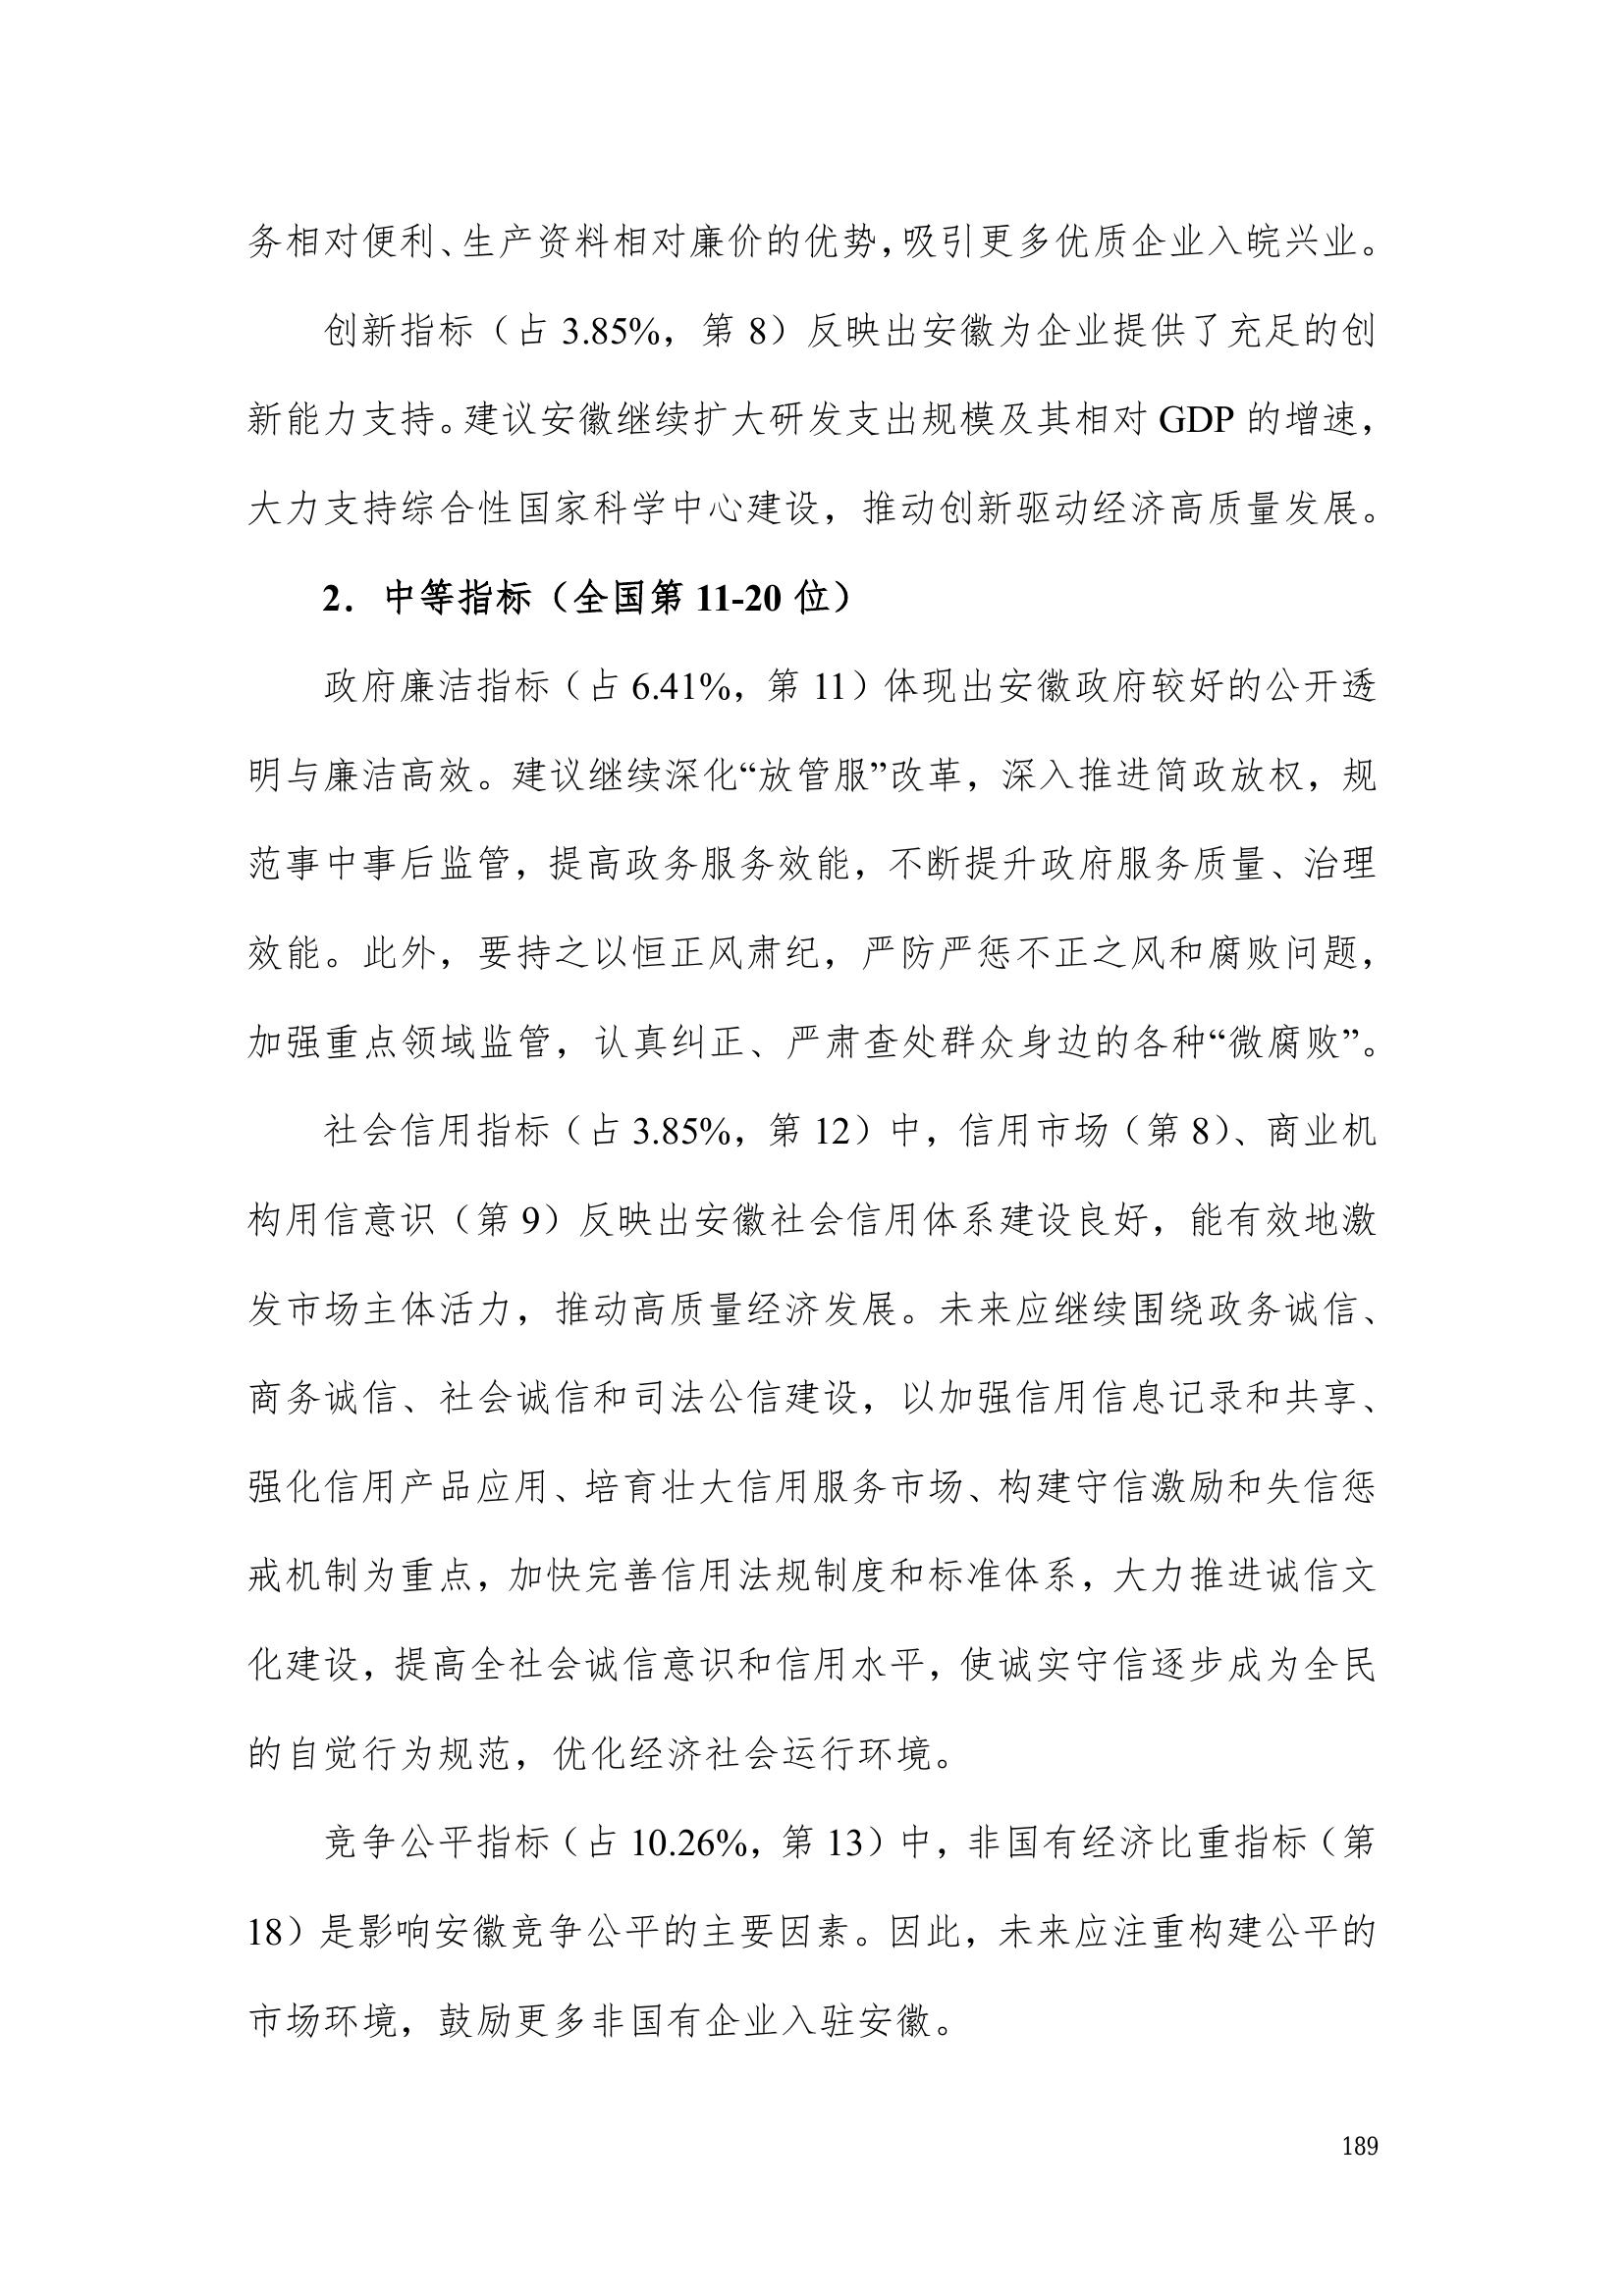 务相对便利、生产资料相对廉价的优势，吸引更多优质企业入皖兴业。
创新指标（占 3.85%，第 8）反映出安徽为企业提供了充足的创
新能力支持。建议安徽继续扩大研发支出规模及其相对 GDP 的增速，
大力支持综合性国家科学中心建设，推动创新驱动经济高质量发展。
2．中等指标（全国第 11-20 位）
政府廉洁指标（占 6.41%，第 11）体现出安徽政府较好的公开透
明与廉洁高效。建议继续深化“放管服”改革，深入推进简政放权，规
范事中事后监管，提高政务服务效能，不断提升政府服务质量、治理
效能。此外，要持之以恒正风肃纪，严防严惩不正之风和腐败问题，
加强重点领域监管，认真纠正、严肃查处群众身边的各种“微腐败”。
社会信用指标（占 3.85%，第 12）中，信用市场（第 8）、商业机
构用信意识（第 9）反映出安徽社会信用体系建设良好，能有效地激
发市场主体活力，推动高质量经济发展。未来应继续围绕政务诚信、
商务诚信、社会诚信和司法公信建设，以加强信用信息记录和共享、
强化信用产品应用、培育壮大信用服务市场、构建守信激励和失信惩
戒机制为重点，加快完善信用法规制度和标准体系，大力推进诚信文
化建设，提高全社会诚信意识和信用水平，使诚实守信逐步成为全民
的自觉行为规范，优化经济社会运行环境。
竞争公平指标（占 10.26%，第 13）中，非国有经济比重指标（第
18）是影响安徽竞争公平的主要因素。因此，未来应注重构建公平的
市场环境，鼓励更多非国有企业入驻安徽。
189